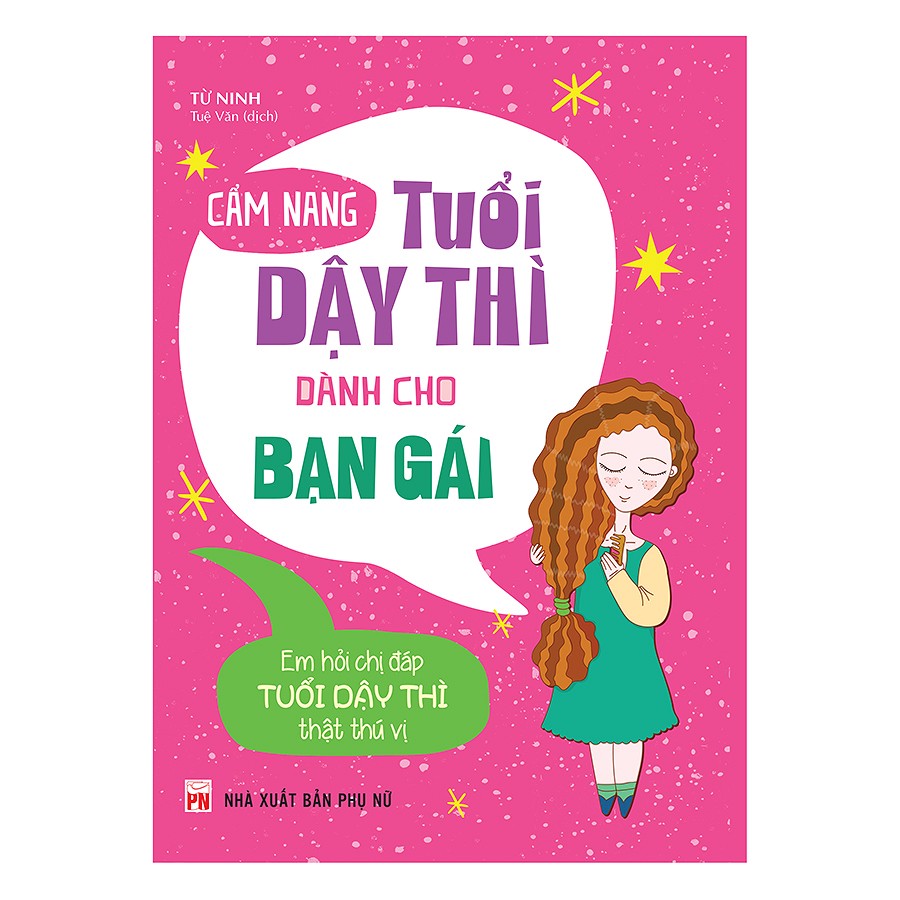 TỪ NINH
Tuệ Văn (dịch)
CẨM NANG
TUỔI
DẬY THÌ
DÀNH CHO
BẠN GÁI
Em hỏi chị đáp
TUỔI DẬY THÌ
thật thú vị
PN
NHÀ XUẤT BẢN PHỤ NỮ